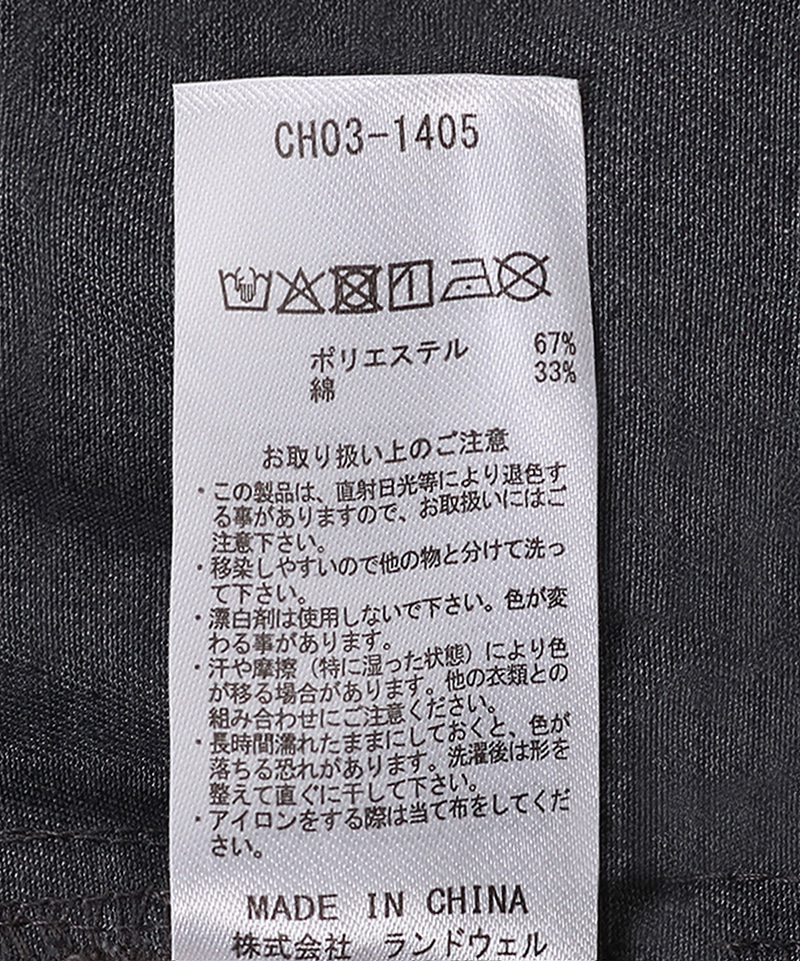 CH03-1405
ポリエステル 67%
綿 33%
お取り扱い上のご注意
・この製品は、直射日光等により退色す
る事がありますので、お取扱いにはご
注意下さい。
・移染しやすいので他の物と分けて洗っ
て下さい。
・漂白剤は使用しないで下さい。色が変
わる事があります。
・汗や摩擦（特に湿った状態）により色
が移る場合があります。他の衣類との
組み合わせにご注意ください。
・長時間濡れたままにしておくと、色が
落ちる恐れがあります。洗濯後は形を
整えて直ぐに干して下さい。
・アイロンをする際は当て布をしてくだ
さい。
MADE IN CHINA
株式会社 ランドウェル